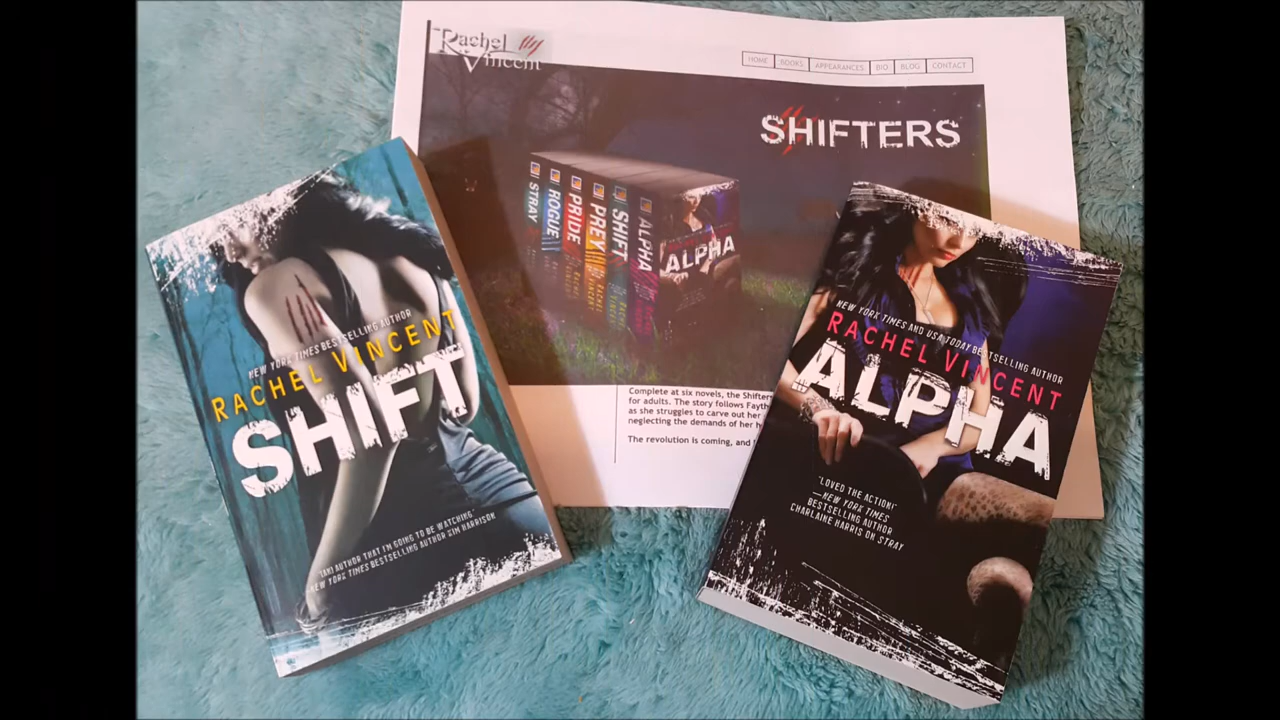 Rachel
Vincent
HOME
BOOKS
APPEARANCES
BIO
BLOG
CONTACT
SHIFTERS
STRAY
ROGUE
PRIDE
PREY
SHIFT
ALPHA
ALPHA
Complete at six novels, the Shifters
for adults. The story follows Fayth
as she struggles to carve out her
neglecting the demands of her
The revolution is coming, and
NEW YORK TIMES BESTSELLING AUTHOR
RACHEL VINCENT
SHIFT
"[AN] AUTHOR THAT I'M GOING TO BE WATCHING."
NEW YORK TIMES BESTSELLING AUTHOR KIM HARRISON
NEW YORK TIMES AND USA TODAY BESTSELLING AUTHOR
RACHEL VINCENT
ALPHA
"LOVED THE ACTION!"
—NEW YORK TIMES
BESTSELLING AUTHOR
CHARLAINE HARRIS ON STRAY